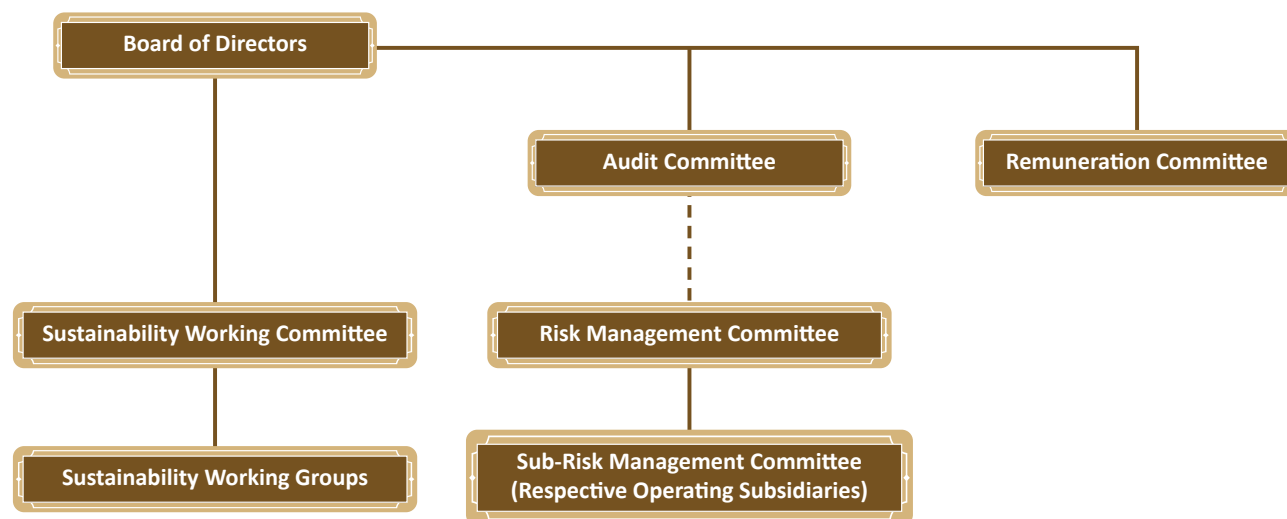 Board of Directors
Audit Committee
Remuneration Committee
Sustainability Working Committee
Risk Management Committee
Sustainability Working Groups
Sub-Risk Management Committee
(Respective Operating Subsidiaries)